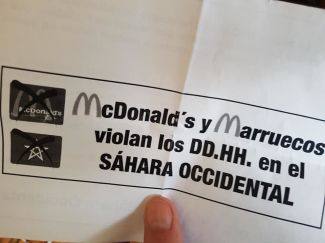 McDonald's
McDonald's y Marruecos
violan los DD.HH. en el
SÁHARA OCCIDENTAL